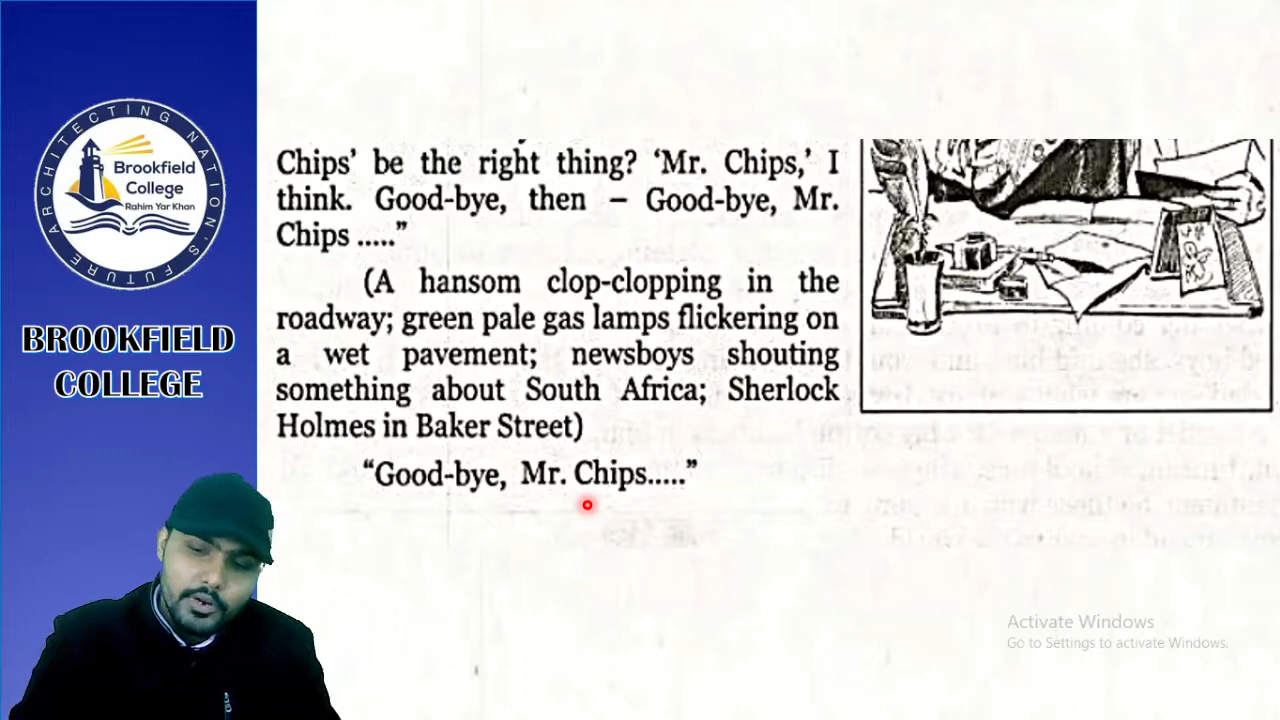 ARCHITECTING NATION'S FUTURE
Brookfield
College
Rahim Yar Khan
BROOKFIELD
COLLEGE
Chips' be the right thing? 'Mr. Chips,' I
think. Good-bye, then – Good-bye, Mr.
Chips .....”
(A hansom clop-clopping in the
roadway; green pale gas lamps flickering on
a wet pavement; newsboys shouting
something about South Africa; Sherlock
Holmes in Baker Street)
“Good-bye, Mr. Chips.....”
Activate Windows
Go to Settings to activate Windows.